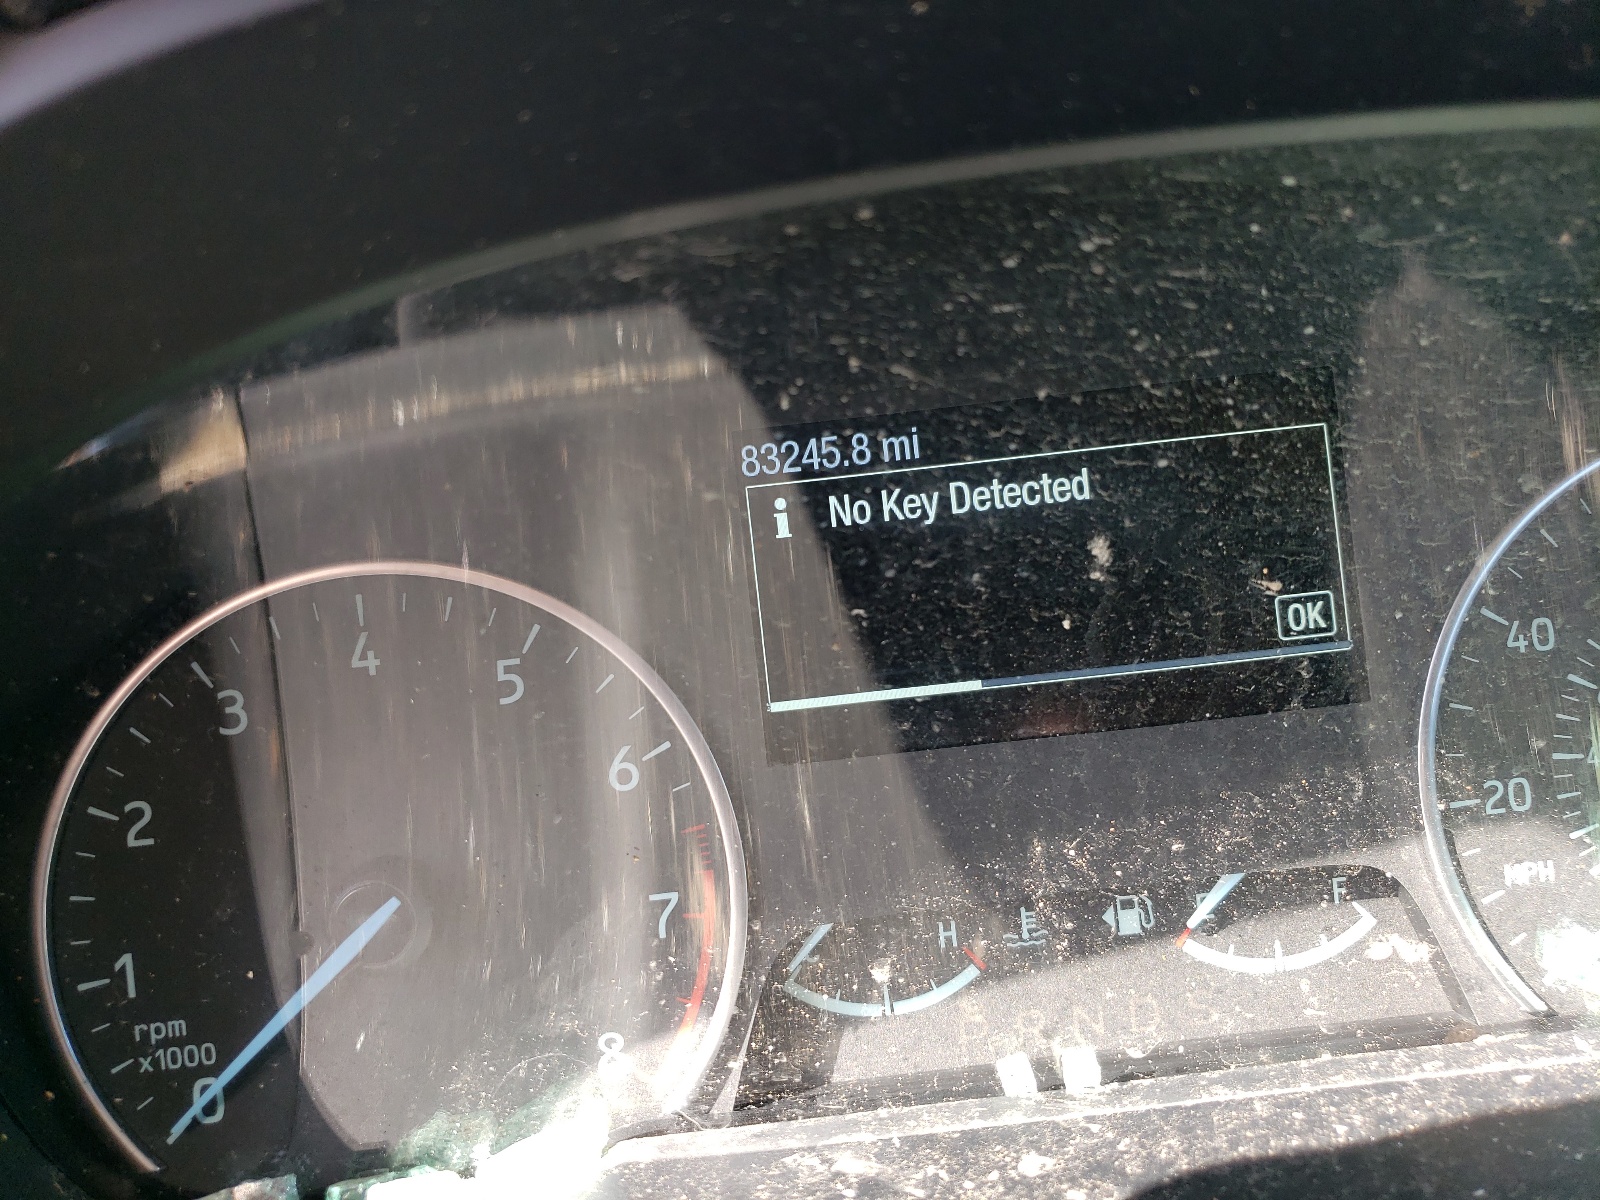 83245.8 mi
i No Key Detected
OK
4
5
3
6
2
7
1
rpm
x1000
0
8
H
E
F
R N D S
40
20
MPH